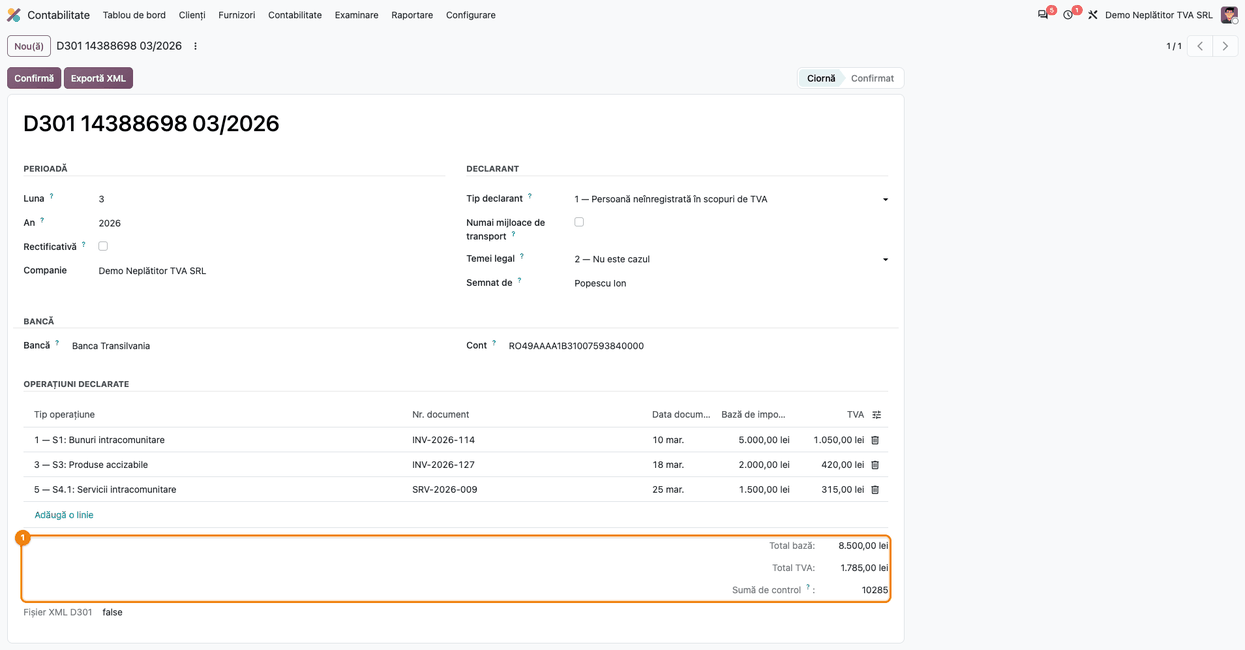 Contabilitate Tablou de bord Clienți Furnizori Contabilitate Examinare Raportare Configurare 5 1 Demo Neplătitor TVA SRL
Nou(ă) D301 14388698 03/2026 1 / 1
Confirmă Exportă XML Ciornă Confirmat
D301 14388698 03/2026
PERIOADĂ DECLARANT
Luna ? 3 Tip declarant ? 1 — Persoană neînregistrată în scopuri de TVA
An ? 2026 Numai mijloace de transport ?
Rectificativă ?
Temei legal ? 2 — Nu este cazul
Companie Demo Neplătitor TVA SRL
Semnat de ? Popescu Ion
BANCĂ
Bancă ? Banca Transilvania Cont ? RO49AAAA1B31007593840000
OPERAȚIUNI DECLARATE
Tip operațiune Nr. document Data docum... Bază de impo... TVA
1 — S1: Bunuri intracomunitare INV-2026-114 10 mar. 5.000,00 lei 1.050,00 lei
3 — S3: Produse accizabile INV-2026-127 18 mar. 2.000,00 lei 420,00 lei
5 — S4.1: Servicii intracomunitare SRV-2026-009 25 mar. 1.500,00 lei 315,00 lei
Adăugă o linie
1
Total bază: 8.500,00 lei
Total TVA: 1.785,00 lei
Sumă de control ? : 10285
Fișier XML D301 false